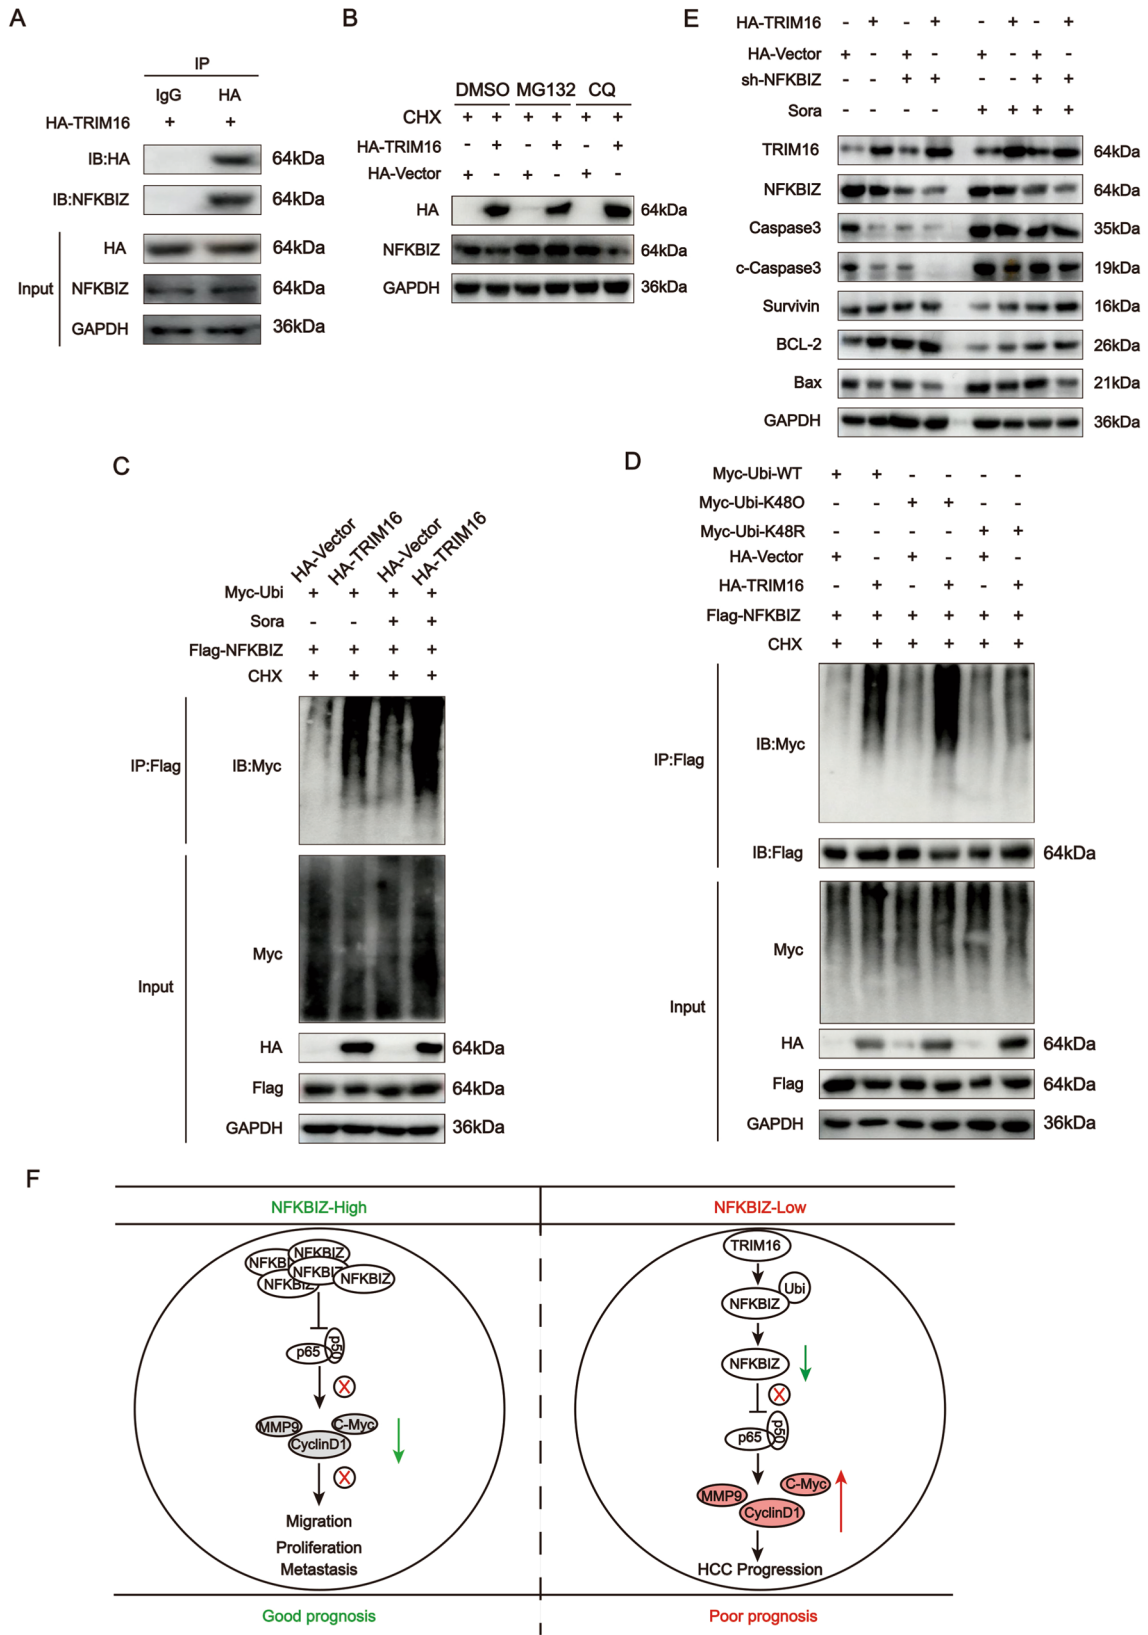 A
IP
IgG HA
HA-TRIM16 + +
IB:HA 64kDa
IB:NFKBIZ 64kDa
Input
HA 64kDa
NFKBIZ 64kDa
GAPDH 36kDa
B
DMSO MG132 CQ
CHX + + + + + +
HA-TRIM16 - + - + - +
HA-Vector + - + - + -
HA 64kDa
NFKBIZ 64kDa
GAPDH 36kDa
E
HA-TRIM16 - + - + - + - +
HA-Vector + - + - + - + -
sh-NFKBIZ - - + + - - + +
Sora - - - - + + + +
TRIM16 64kDa
NFKBIZ 64kDa
Caspase3 35kDa
c-Caspase3 19kDa
Survivin 16kDa
BCL-2 26kDa
Bax 21kDa
GAPDH 36kDa
C
HA-Vector HA-TRIM16 HA-Vector HA-TRIM16
Myc-Ubi + + + +
Sora - - + +
Flag-NFKBIZ + + + +
CHX + + + +
IP:Flag IB:Myc
Input
Myc
HA 64kDa
Flag 64kDa
GAPDH 36kDa
D
Myc-Ubi-WT + + - - - -
Myc-Ubi-K48O - - + + - -
Myc-Ubi-K48R - - - - + +
HA-Vector + - + - + -
HA-TRIM16 - + - + - +
Flag-NFKBIZ + + + + + +
CHX + + + + + +
IP:Flag
IB:Myc
IB:Flag 64kDa
Input
Myc
HA 64kDa
Flag 64kDa
GAPDH 36kDa
F
NFKBIZ-High
NFKBIZ
NFKBIZ
NFKBIZ
NFKBIZ
NFKBIZ
p65 p50
X
MMP9 C-Myc
CyclinD1
X
Migration
Proliferation
Metastasis
Good prognosis
NFKBIZ-Low
TRIM16
Ubi
NFKBIZ
NFKBIZ
X
p65 p50
C-Myc
MMP9
CyclinD1
HCC Progression
Poor prognosis